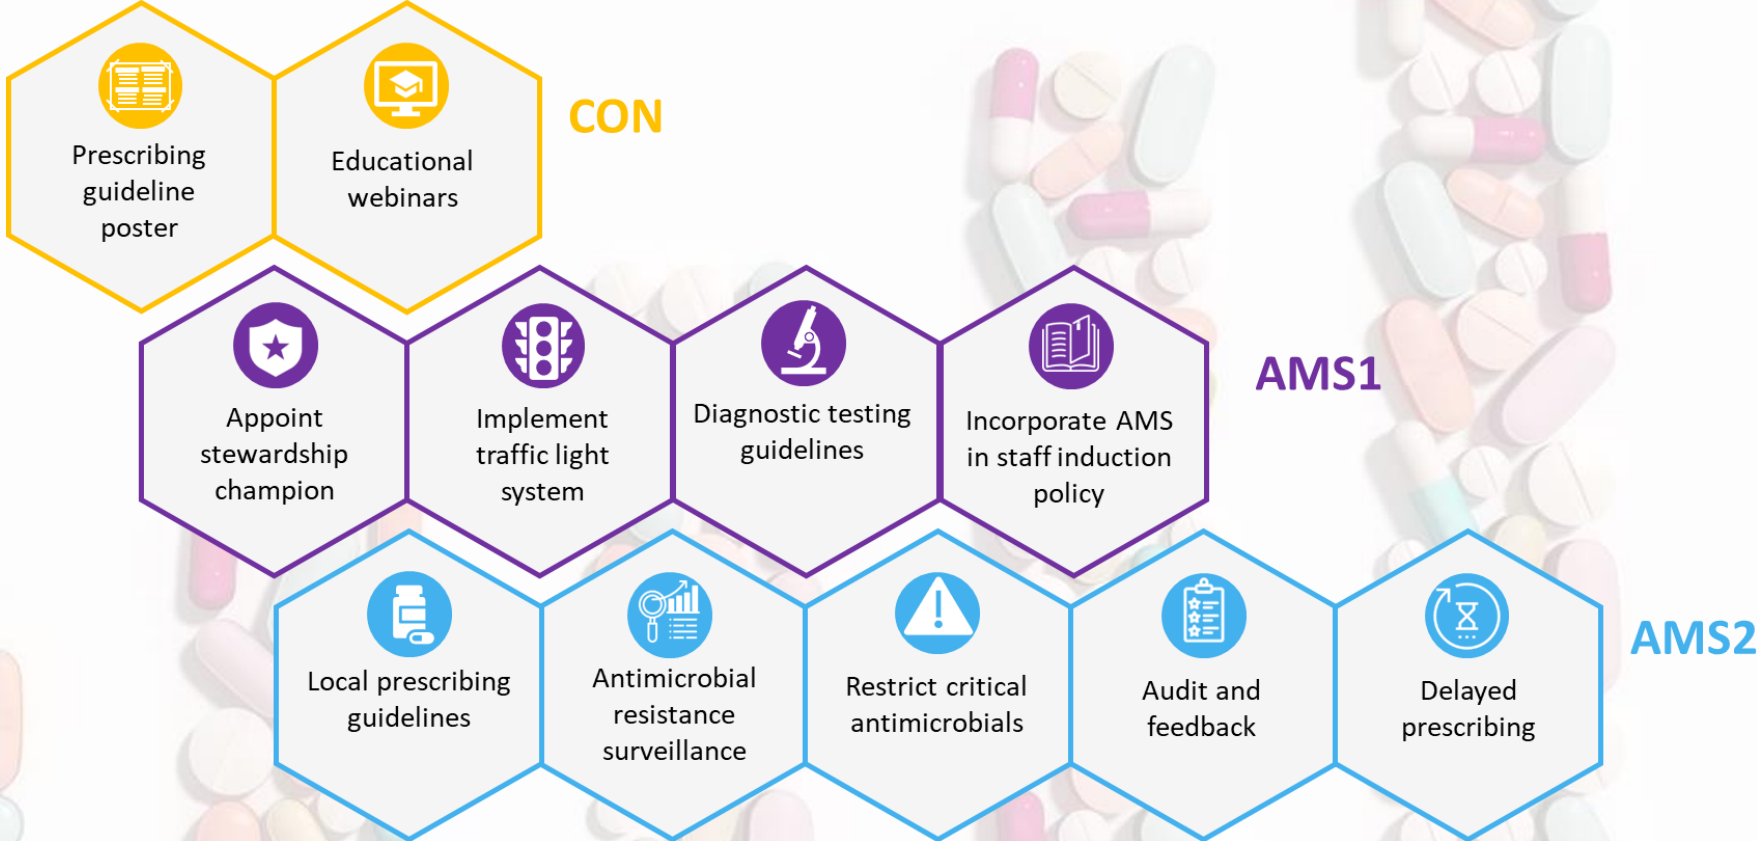 Prescribing
guideline
poster
Educational
webinars
CON
Appoint
stewardship
champion
Implement
traffic light
system
Diagnostic testing
guidelines
Incorporate AMS
in staff induction
policy
AMS1
Local prescribing
guidelines
Antimicrobial
resistance
surveillance
Restrict critical
antimicrobials
Audit and
feedback
Delayed
prescribing
AMS2